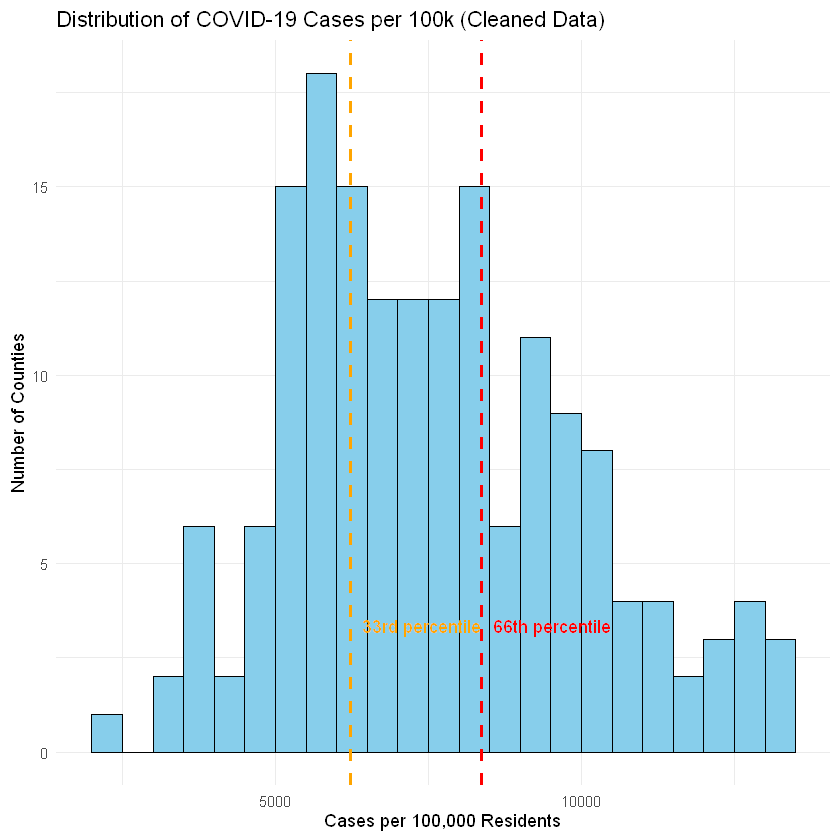 Distribution of COVID-19 Cases per 100k (Cleaned Data)
Number of Counties
15
10
5
0
33rd percentile
66th percentile
5000
10000
Cases per 100,000 Residents